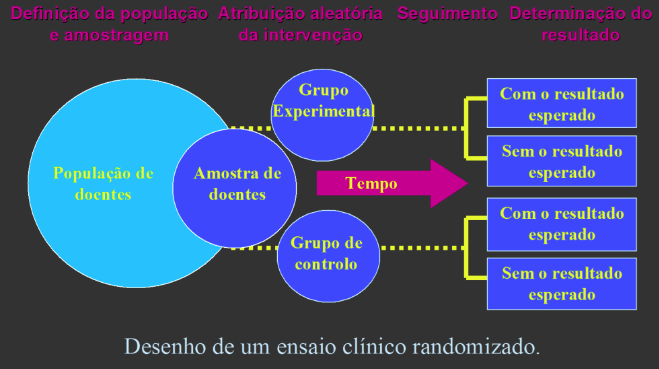 Definição da população
e amostragem
Atribuição aleatória
da intervenção
Seguimento
Determinação do
resultado
Grupo
Experimental
População de
doentes
Amostra de
doentes
Tempo
Grupo de
controlo
Com o resultado
esperado
Sem o resultado
esperado
Com o resultado
esperado
Sem o resultado
esperado
Desenho de um ensaio clínico randomizado.